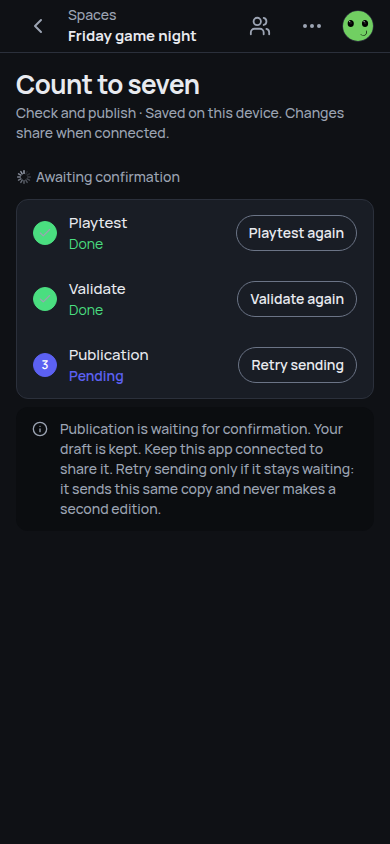 Spaces
Friday game night
Count to seven
Check and publish · Saved on this device. Changes
share when connected.
Awaiting confirmation
Playtest
Done
Playtest again
Validate
Done
Validate again
3
Publication
Pending
Retry sending
Publication is waiting for confirmation. Your
draft is kept. Keep this app connected to
share it. Retry sending only if it stays waiting:
it sends this same copy and never makes a
second edition.